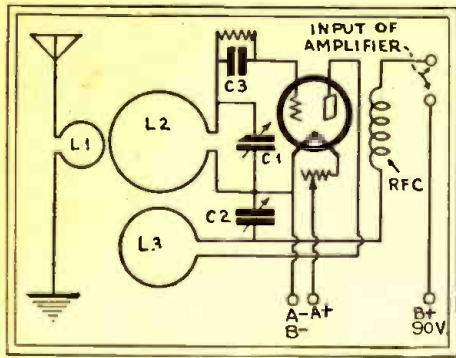 INPUT OF
AMPLIFIER
C3
L2
L1
C1
C2
RFC
L3
A- A+
B-
B+
90V.